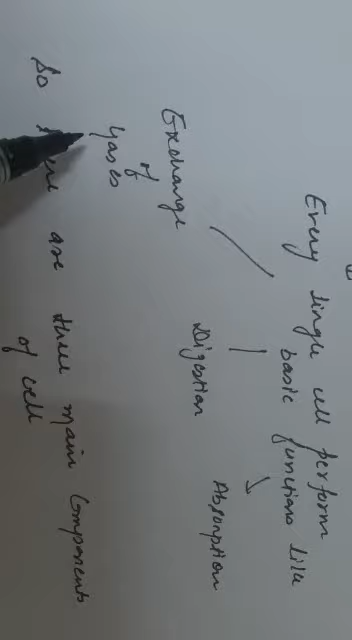 Every single cell perform
basic functions like
Exchange
of
gases
Digestion
Absorption
So are three main Components
of cell